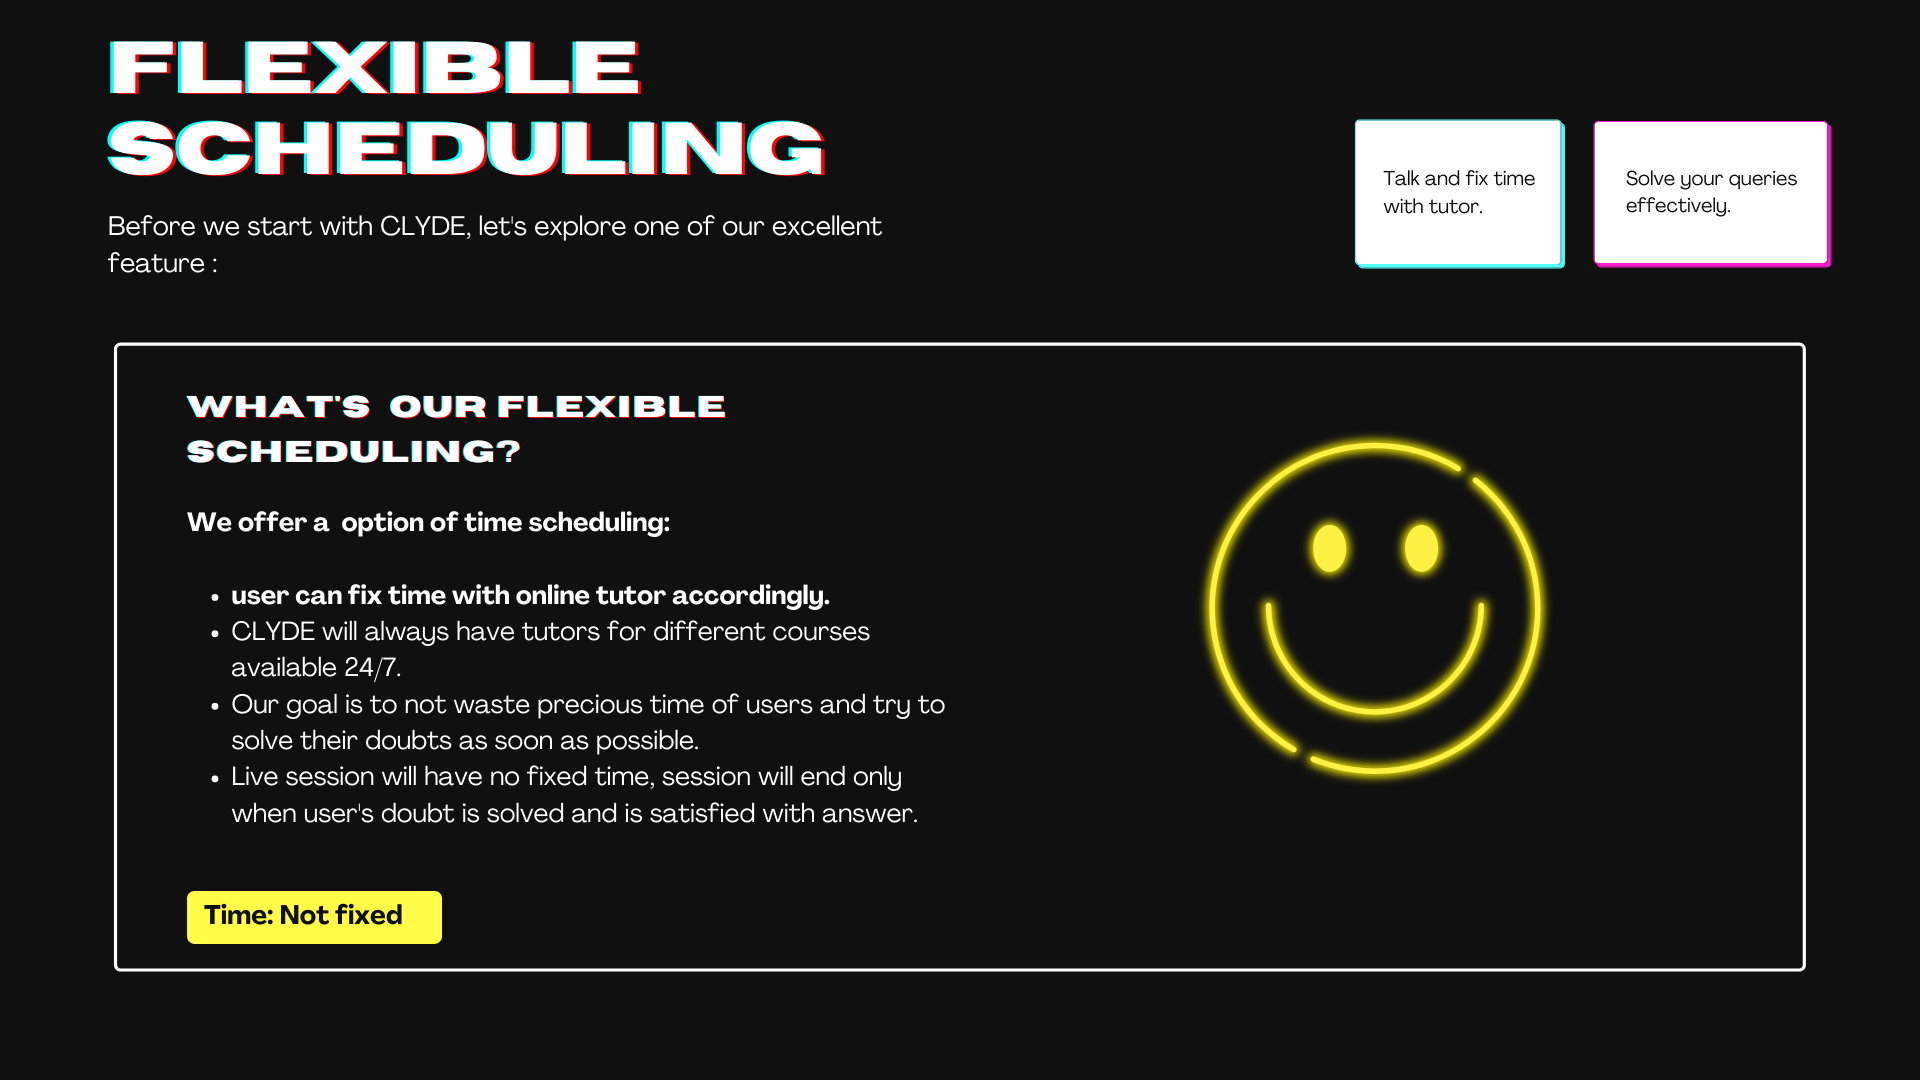 FLEXIBLE
SCHEDULING
Before we start with CLYDE, let's explore one of our excellent
feature :
Talk and fix time
with tutor.
Solve your queries
effectively.
WHAT'S OUR FLEXIBLE
SCHEDULING?
We offer a option of time scheduling:
• user can fix time with online tutor accordingly.
• CLYDE will always have tutors for different courses
available 24/7.
• Our goal is to not waste precious time of users and try to
solve their doubts as soon as possible.
• Live session will have no fixed time, session will end only
when user's doubt is solved and is satisfied with answer.
Time: Not fixed